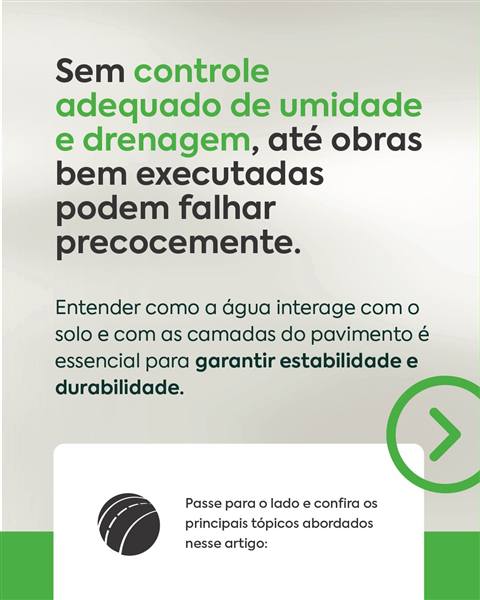 Sem controle
adequado de umidade
e drenagem, até obras
bem executadas
podem falhar
precocemente.
Entender como a água interage com o
solo e com as camadas do pavimento é
essencial para garantir estabilidade e
durabilidade.
Passe para o lado e confira os
principais tópicos abordados
nesse artigo: